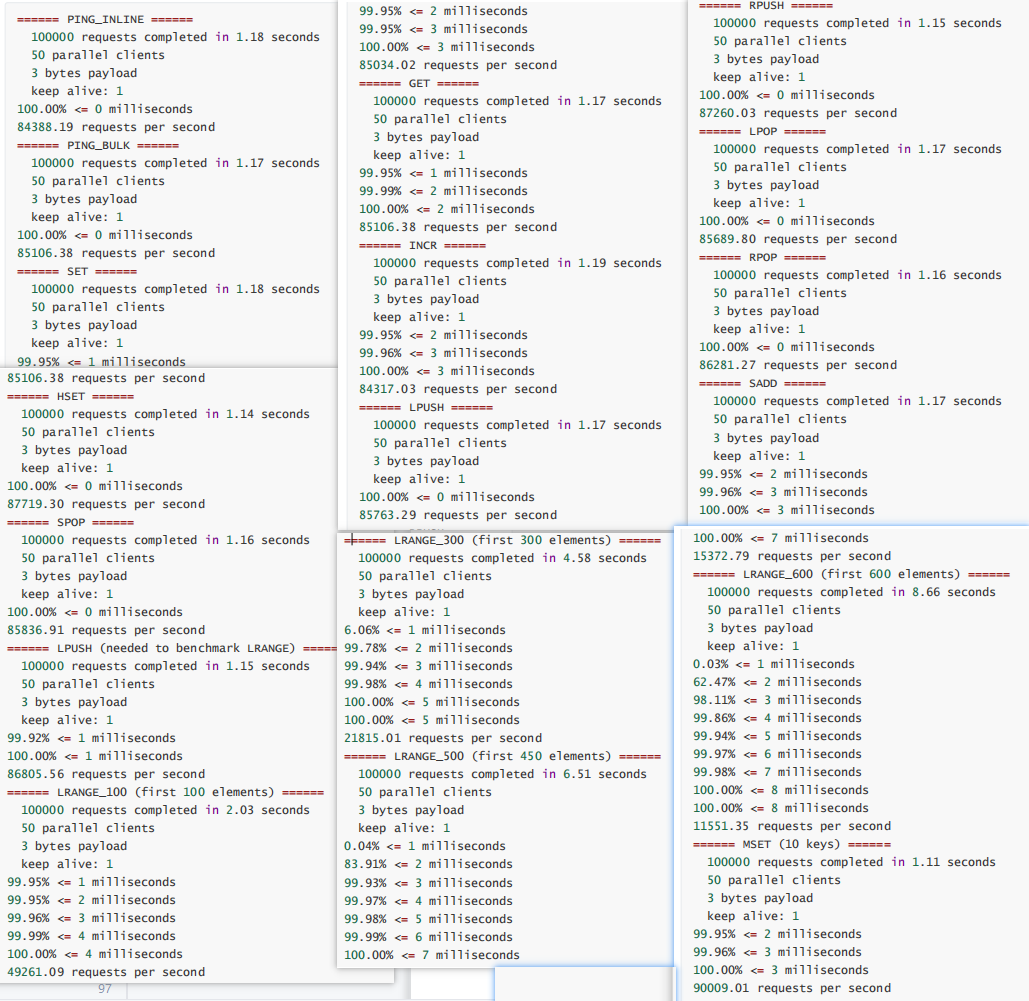 ====== PING_INLINE ======
100000 requests completed in 1.18 seconds
50 parallel clients
3 bytes payload
keep alive: 1
100.00% <= 0 milliseconds
84388.19 requests per second
====== PING_BULK ======
100000 requests completed in 1.17 seconds
50 parallel clients
3 bytes payload
keep alive: 1
100.00% <= 0 milliseconds
85106.38 requests per second
====== SET ======
100000 requests completed in 1.18 seconds
50 parallel clients
3 bytes payload
keep alive: 1
99.95% <= 1 milliseconds
99.95% <= 2 milliseconds
99.95% <= 3 milliseconds
100.00% <= 3 milliseconds
85034.02 requests per second
====== GET ======
100000 requests completed in 1.17 seconds
50 parallel clients
3 bytes payload
keep alive: 1
99.95% <= 1 milliseconds
99.99% <= 2 milliseconds
100.00% <= 2 milliseconds
85106.38 requests per second
====== INCR ======
100000 requests completed in 1.19 seconds
50 parallel clients
3 bytes payload
keep alive: 1
99.95% <= 2 milliseconds
99.96% <= 3 milliseconds
100.00% <= 3 milliseconds
84317.03 requests per second
====== LPUSH ======
100000 requests completed in 1.17 seconds
50 parallel clients
3 bytes payload
keep alive: 1
100.00% <= 0 milliseconds
85763.29 requests per second
====== RPUSH ======
100000 requests completed in 1.15 seconds
50 parallel clients
3 bytes payload
keep alive: 1
100.00% <= 0 milliseconds
87260.03 requests per second
====== LPOP ======
100000 requests completed in 1.17 seconds
50 parallel clients
3 bytes payload
keep alive: 1
100.00% <= 0 milliseconds
85689.80 requests per second
====== RPOP ======
100000 requests completed in 1.16 seconds
50 parallel clients
3 bytes payload
keep alive: 1
100.00% <= 0 milliseconds
86281.27 requests per second
====== SADD ======
100000 requests completed in 1.17 seconds
50 parallel clients
3 bytes payload
keep alive: 1
99.95% <= 2 milliseconds
99.96% <= 3 milliseconds
100.00% <= 3 milliseconds
85106.38 requests per second
====== HSET ======
100000 requests completed in 1.14 seconds
50 parallel clients
3 bytes payload
keep alive: 1
100.00% <= 0 milliseconds
87719.30 requests per second
====== SPOP ======
100000 requests completed in 1.16 seconds
50 parallel clients
3 bytes payload
keep alive: 1
100.00% <= 0 milliseconds
85836.91 requests per second
====== LPUSH (needed to benchmark LRANGE) =====
100000 requests completed in 1.15 seconds
50 parallel clients
3 bytes payload
keep alive: 1
99.92% <= 1 milliseconds
100.00% <= 1 milliseconds
86805.56 requests per second
====== LRANGE_100 (first 100 elements) ======
100000 requests completed in 2.03 seconds
50 parallel clients
3 bytes payload
keep alive: 1
99.95% <= 1 milliseconds
99.95% <= 2 milliseconds
99.96% <= 3 milliseconds
99.99% <= 4 milliseconds
100.00% <= 4 milliseconds
49261.09 requests per second
97
====== LRANGE_300 (first 300 elements) ======
100000 requests completed in 4.58 seconds
50 parallel clients
3 bytes payload
keep alive: 1
6.06% <= 1 milliseconds
99.78% <= 2 milliseconds
99.94% <= 3 milliseconds
99.98% <= 4 milliseconds
100.00% <= 5 milliseconds
100.00% <= 5 milliseconds
21815.01 requests per second
====== LRANGE_500 (first 450 elements) ======
100000 requests completed in 6.51 seconds
50 parallel clients
3 bytes payload
keep alive: 1
0.04% <= 1 milliseconds
83.91% <= 2 milliseconds
99.93% <= 3 milliseconds
99.97% <= 4 milliseconds
99.98% <= 5 milliseconds
99.99% <= 6 milliseconds
100.00% <= 7 milliseconds
100.00% <= 7 milliseconds
15372.79 requests per second
====== LRANGE_600 (first 600 elements) ======
100000 requests completed in 8.66 seconds
50 parallel clients
3 bytes payload
keep alive: 1
0.03% <= 1 milliseconds
62.47% <= 2 milliseconds
98.11% <= 3 milliseconds
99.86% <= 4 milliseconds
99.94% <= 5 milliseconds
99.97% <= 6 milliseconds
99.98% <= 7 milliseconds
100.00% <= 8 milliseconds
100.00% <= 8 milliseconds
11551.35 requests per second
====== MSET (10 keys) ======
100000 requests completed in 1.11 seconds
50 parallel clients
3 bytes payload
keep alive: 1
99.95% <= 2 milliseconds
99.96% <= 3 milliseconds
100.00% <= 3 milliseconds
90009.01 requests per second